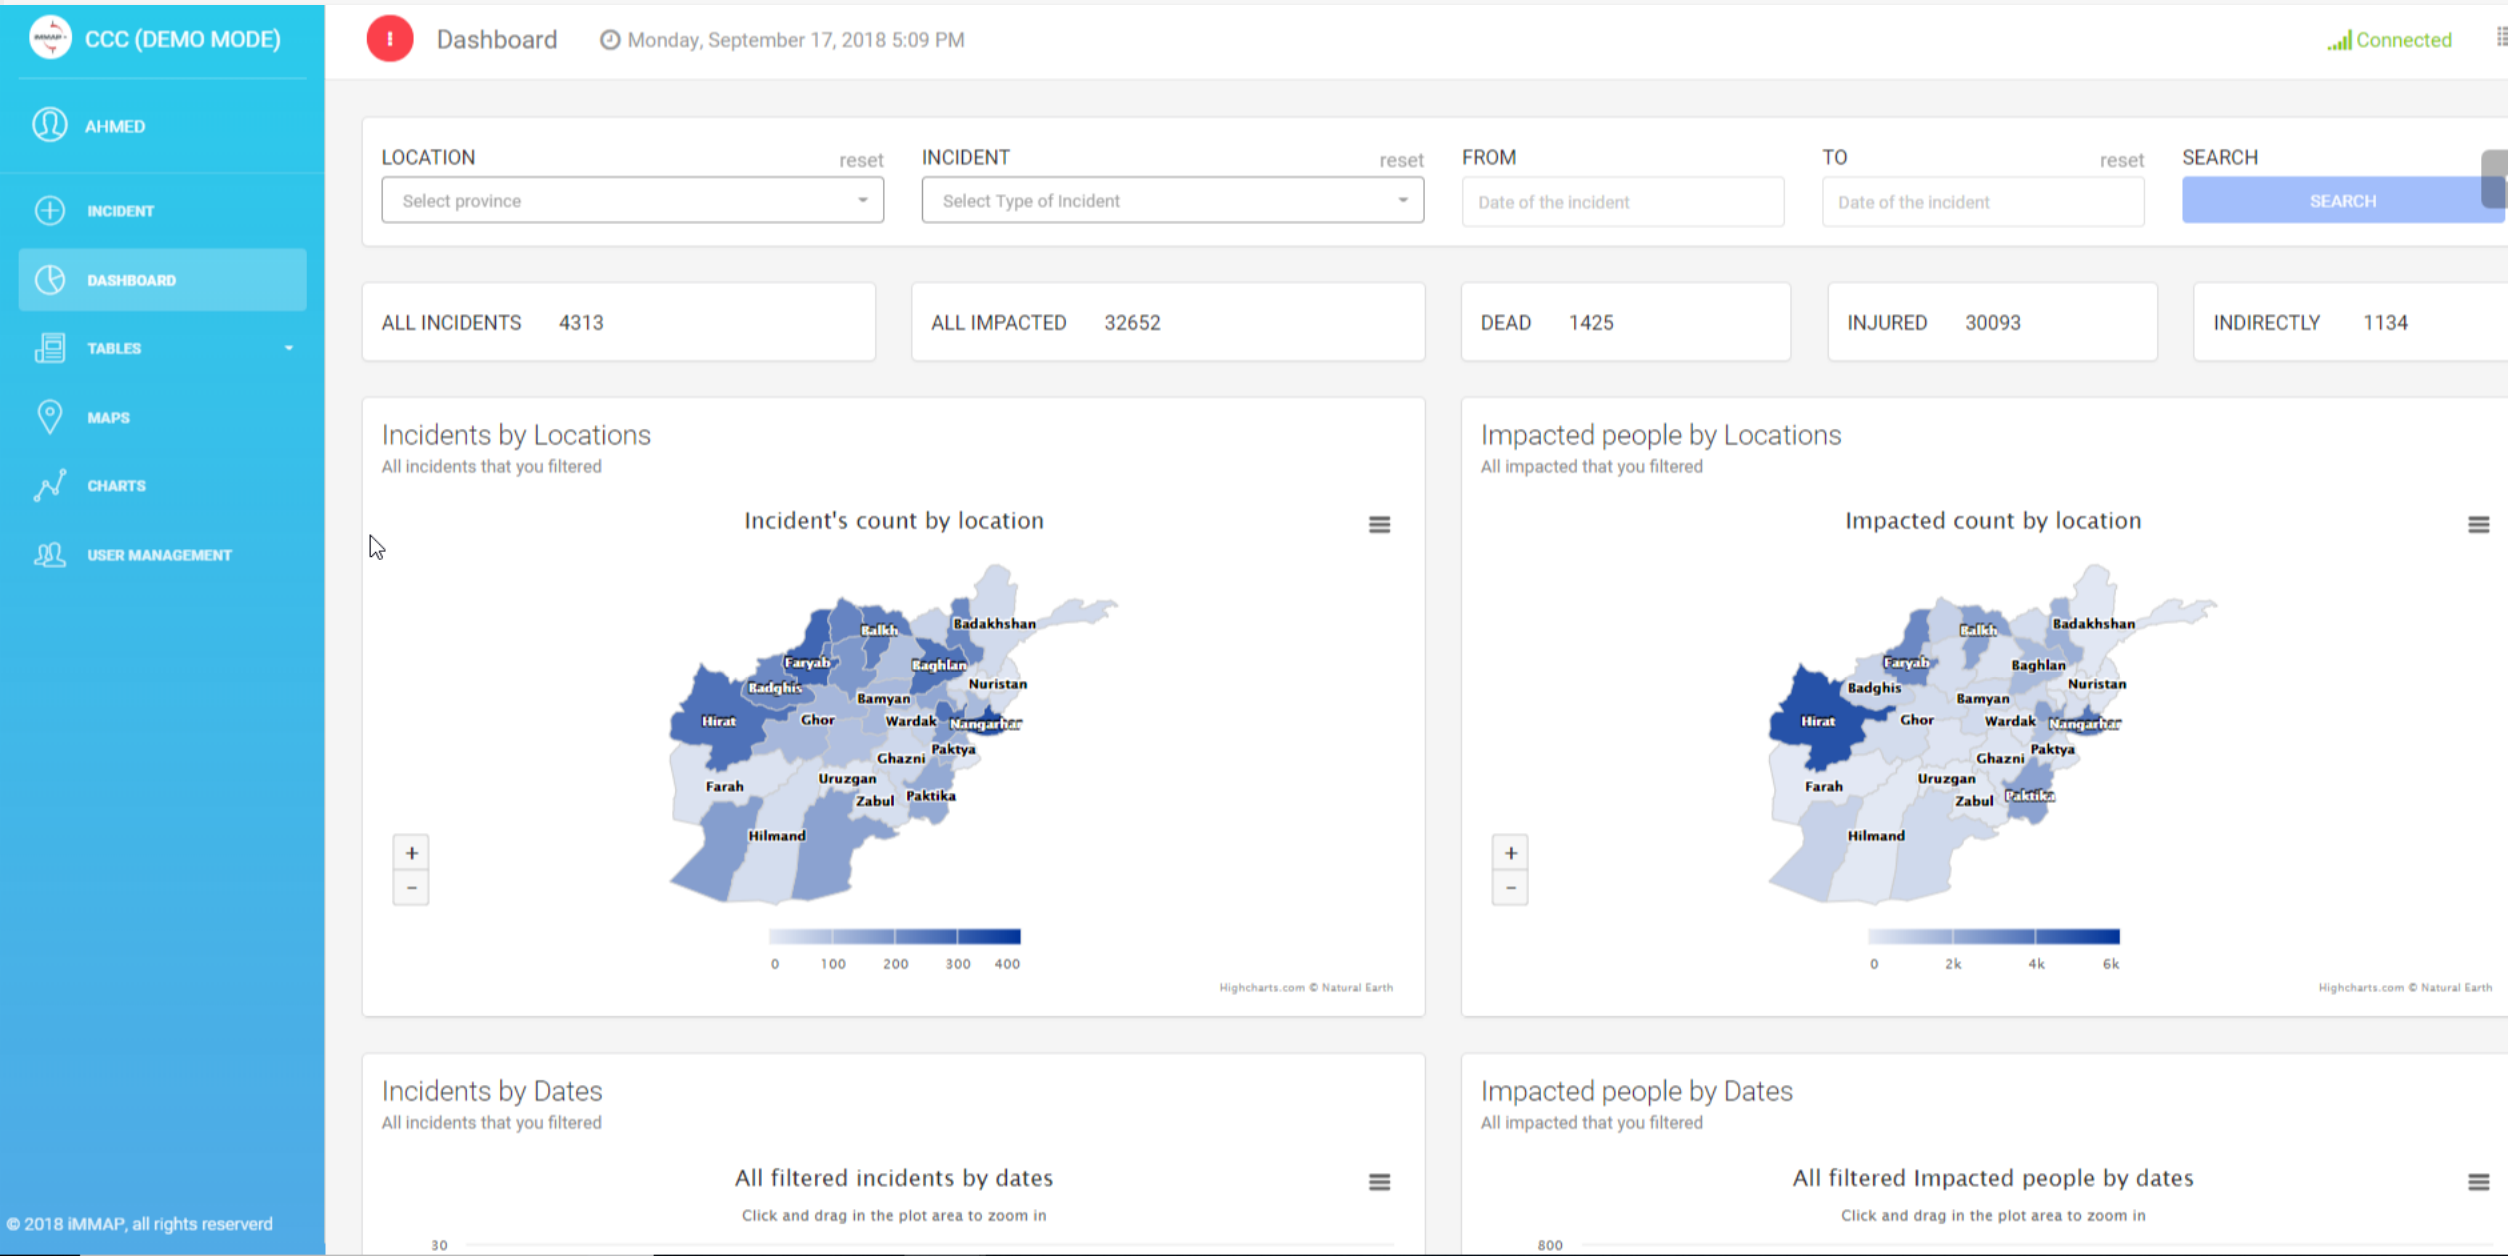 CCC (DEMO MODE)
AHMED
INCIDENT
DASHBOARD
TABLES
MAPS
CHARTS
USER MANAGEMENT
© 2018 iMMAP, all rights reserverd
Dashboard
Monday, September 17, 2018 5:09 PM
Connected
LOCATION reset
Select province
INCIDENT reset
Select Type of Incident
FROM
Date of the incident
TO reset
Date of the incident
SEARCH
SEARCH
ALL INCIDENTS 4313
ALL IMPACTED 32652
DEAD 1425
INJURED 30093
INDIRECTLY 1134
Incidents by Locations
All incidents that you filtered
Incident's count by location
Badakhshan
Balkh
Faryab
Baghlan
Nuristan
Badghis
Bamyan
Hirat
Ghor
Wardak
Nangarhar
Paktya
Ghazni
Uruzgan
Farah
Zabul
Paktika
Hilmand
+
−
0 100 200 300 400
Highcharts.com © Natural Earth
Impacted people by Locations
All impacted that you filtered
Impacted count by location
Badakhshan
Balkh
Faryab
Baghlan
Nuristan
Badghis
Bamyan
Hirat
Ghor
Wardak
Nangarhar
Paktya
Ghazni
Uruzgan
Farah
Zabul
Paktika
Hilmand
+
−
0 2k 4k 6k
Highcharts.com © Natural Earth
Incidents by Dates
All incidents that you filtered
All filtered incidents by dates
Click and drag in the plot area to zoom in
30
Impacted people by Dates
All impacted that you filtered
All filtered Impacted people by dates
Click and drag in the plot area to zoom in
800